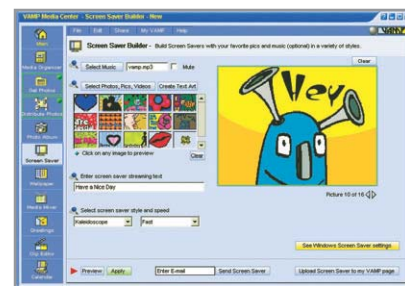 VAMP Media Center - Screen Saver Builder - New
File Edit Share My VAMP Help
Main
Media Organizer
Get Photos
Distribute Photos
Photo Album
Screen Saver
Wallpaper
Media Mixer
Greetings
Clip Editor
Calendar
Screen Saver Builder - Build Screen Savers with your favorite pics and music (optional) in a variety of styles.
Select Music vamp.mp3 Mute
Select Photos, Pics, Videos Create Text Art
Click on any image to preview Clear
Enter screen saver streaming text
Have a Nice Day
Select screen saver style and speed
Kaleidoscope Fast
Clear
Hey
Picture 10 of 16
See Windows Screen Saver settings
Preview Apply Enter E-mail Send Screen Saver Upload Screen Saver to my VAMP page